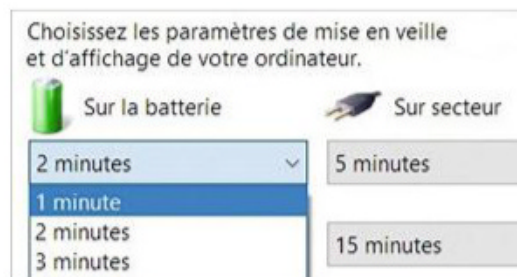 Choisissez les paramètres de mise en veille
et d'affichage de votre ordinateur.
Sur la batterie
Sur secteur
2 minutes
5 minutes
1 minute
2 minutes
3 minutes
15 minutes